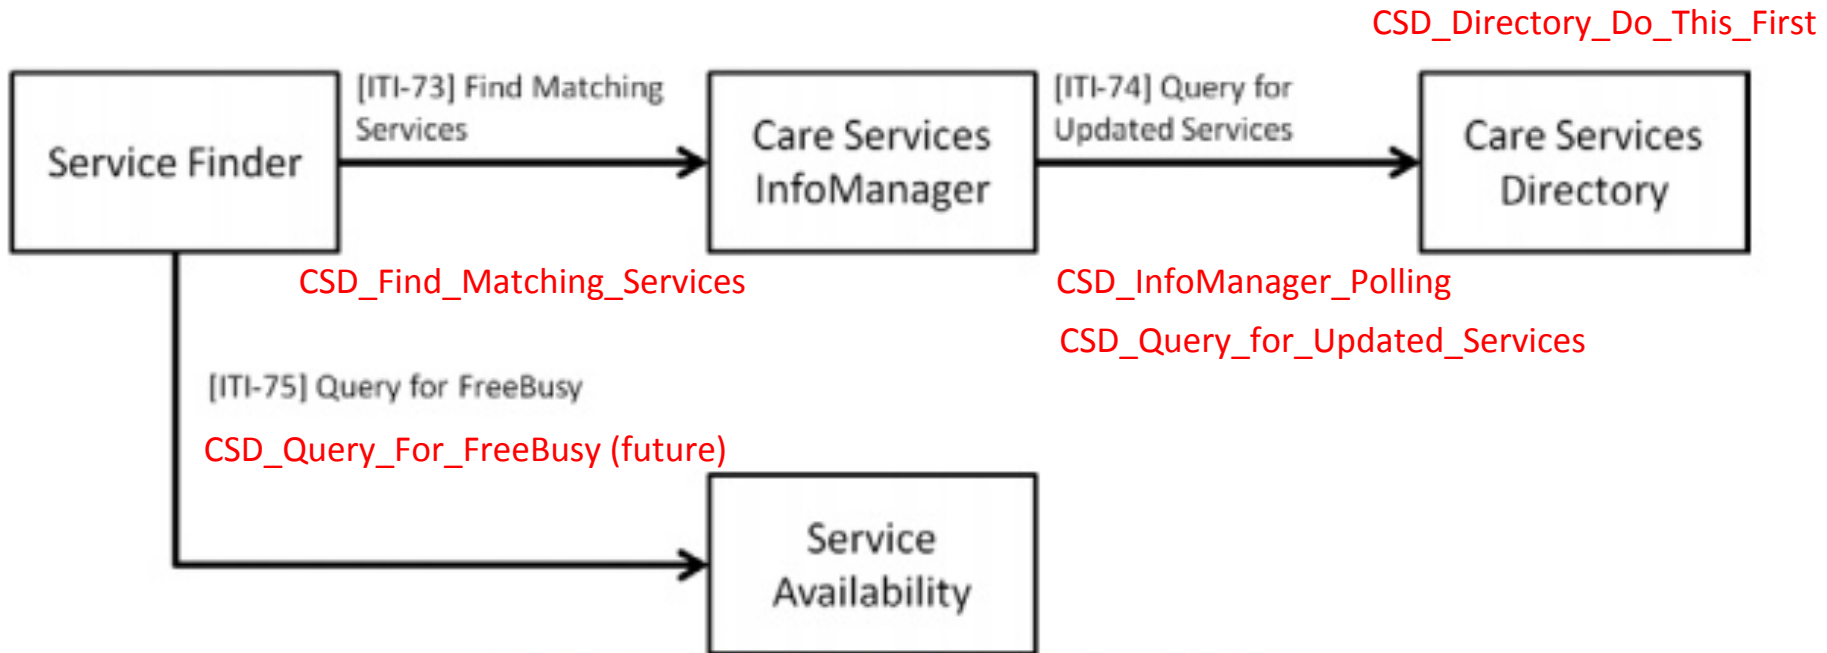 CSD_Directory_Do_This_First
[ITI-73] Find Matching
Services
[ITI-74] Query for
Updated Services
Service Finder
Care Services
InfoManager
Care Services
Directory
CSD_Find_Matching_Services
CSD_InfoManager_Polling
CSD_Query_for_Updated_Services
[ITI-75] Query for FreeBusy
CSD_Query_For_FreeBusy (future)
Service
Availability